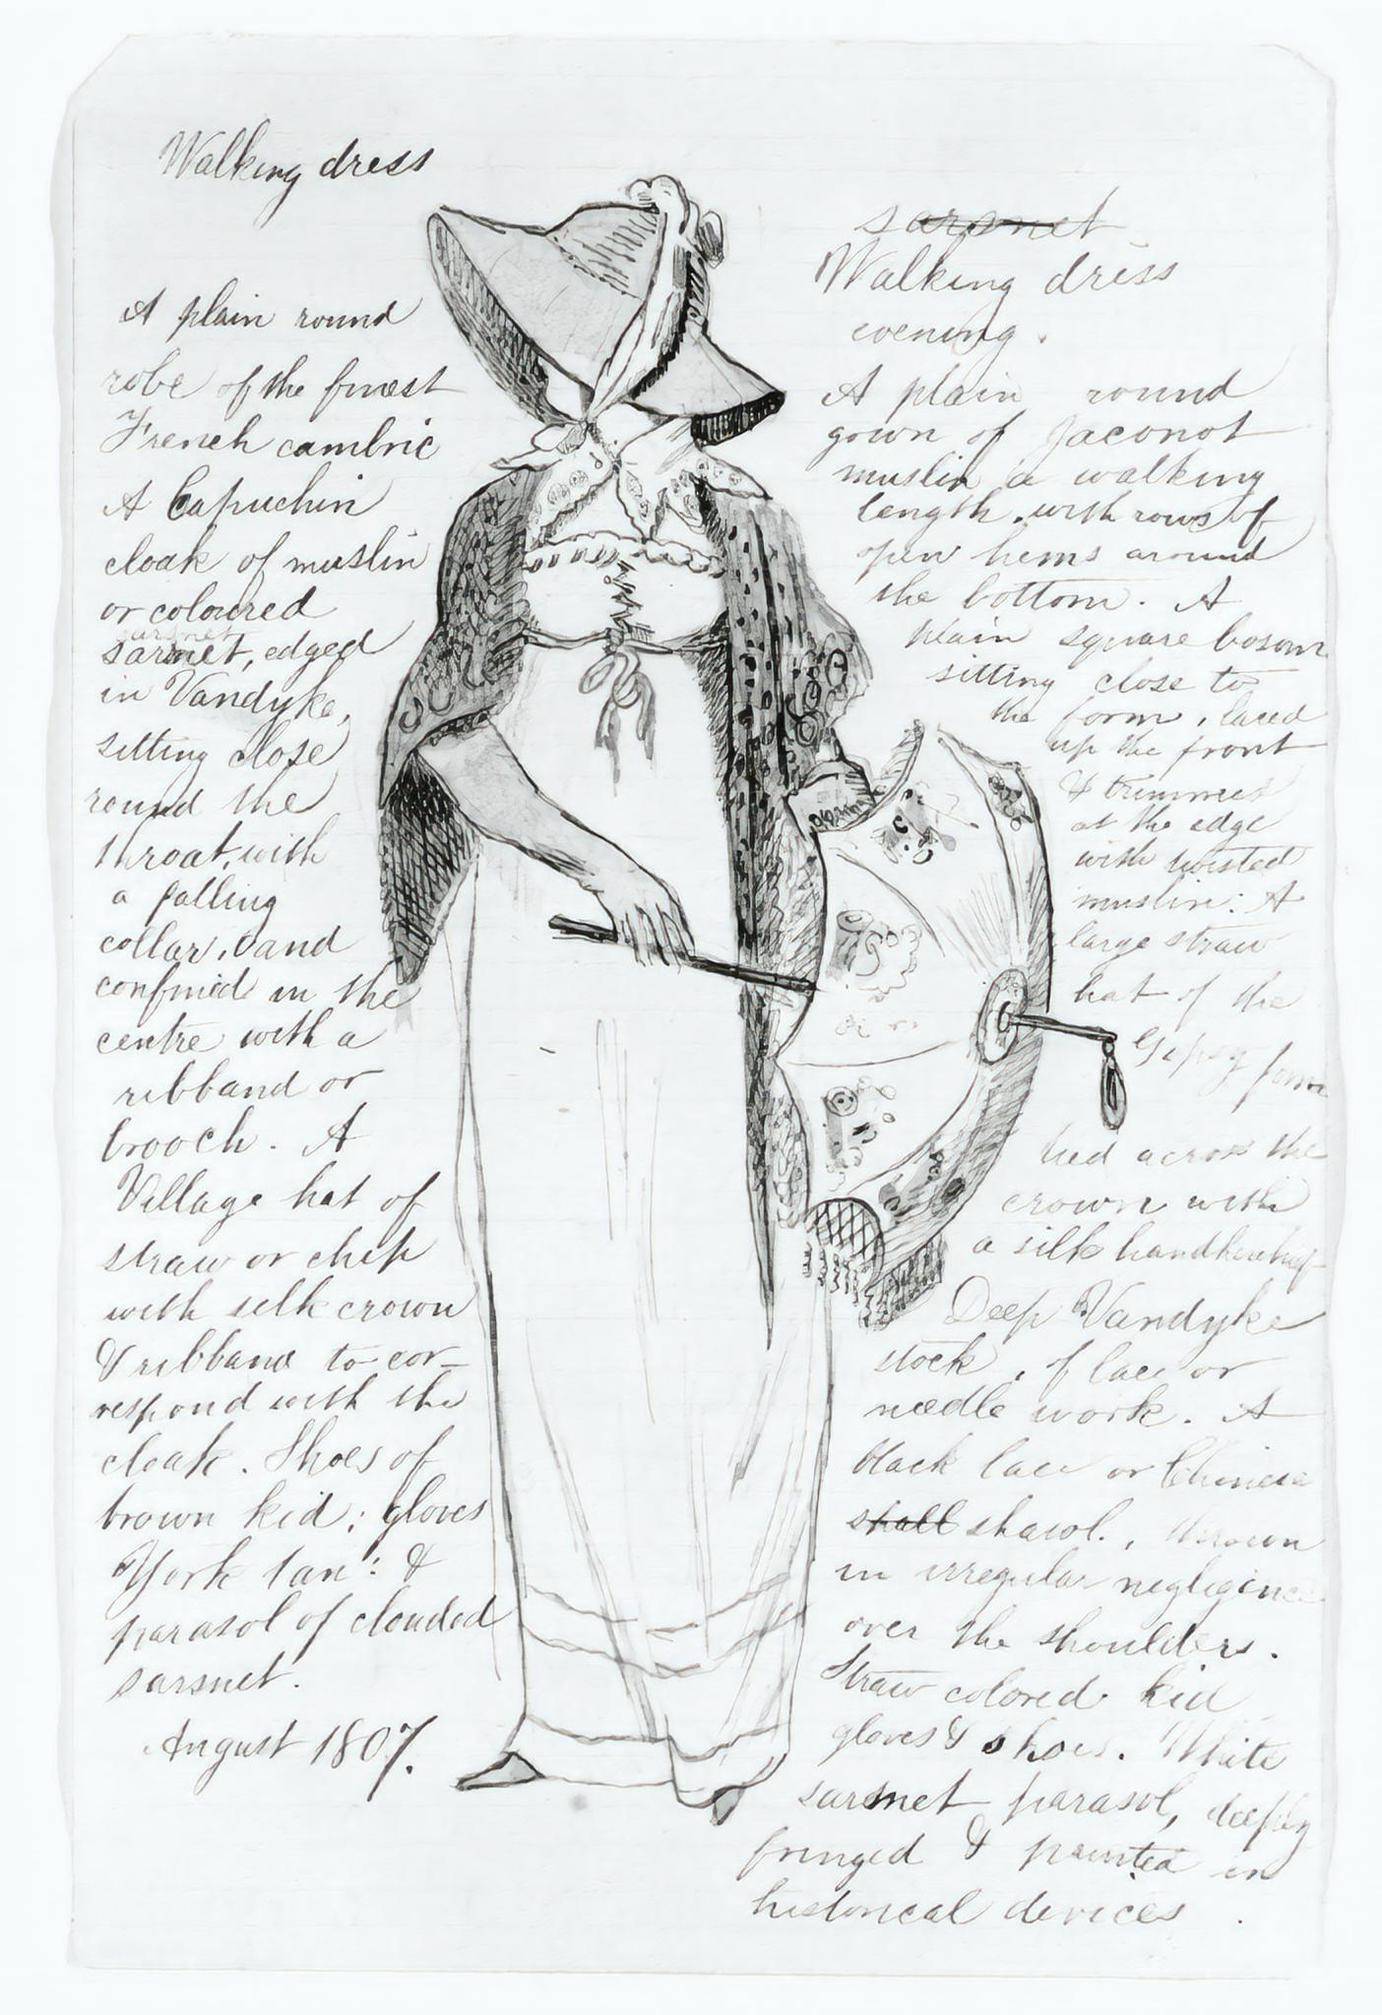 Walking dress
A plain round
robe of the finest
French cambric
A Capuchin
cloak of muslin
or coloured
sarsnet
sarsnet, edged
in Vandyke,
sitting close
round the
throat, with
a falling
collar, and
confined in the
centre with a
ribband or
brooch. A
Village hat of
straw or chip
with silk crown
& ribband to cor-
respond with the
cloak. Shoes of
brown kid; gloves
York tan: &
parasol of clouded
sarsnet.
August 1807.
sarsnet
Walking dress
evening.
A plain round
gown of Jaconot
muslin a walking
length, with rows of
open hems around
the bottom. A
plain square bosom
sitting close to
the form, laced
up the front
& trimmed
at the edge
with twisted
muslin: A
large straw
hat of the
Gipsy form
tied across the
crown with
a silk handkerchief
Deep Vandyke
stock, of lace or
needle work. A
black lace or Chinese
shall shawl., thrown
in irregular negligence
over the shoulders.
Straw colored kid
gloves & shoes. White
sarsnet parasol, deeply
fringed & painted in
historical devices.